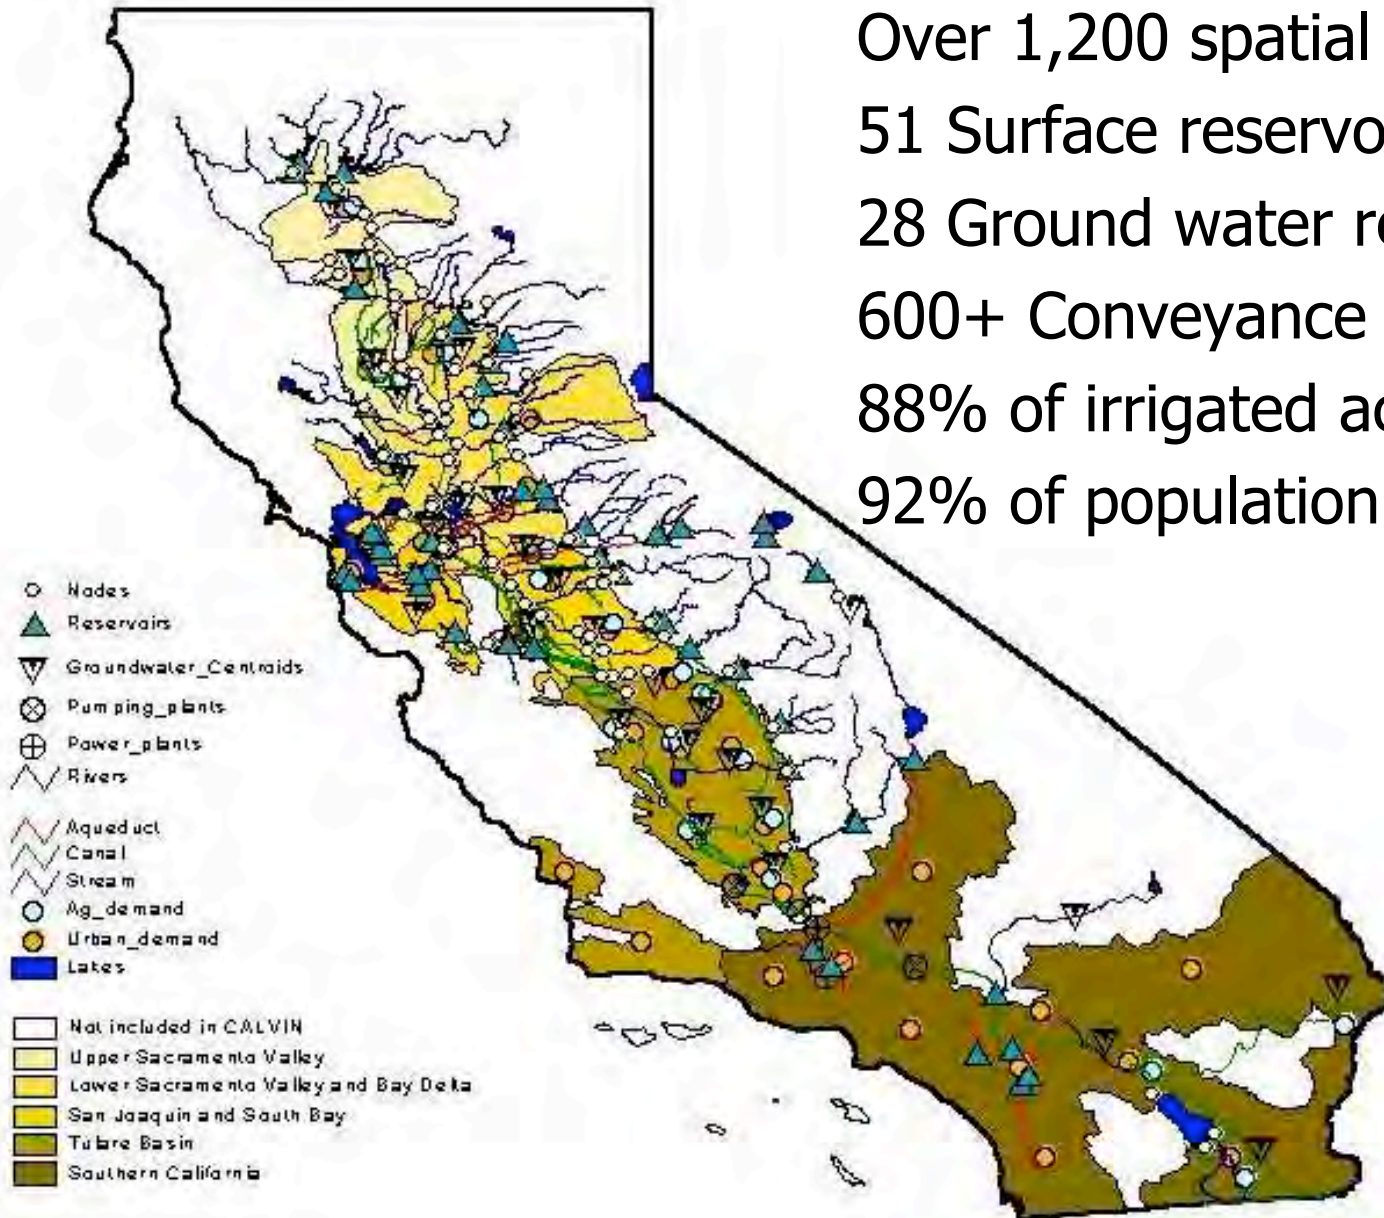 Over 1,200 spatial
51 Surface reservo
28 Ground water re
600+ Conveyance
88% of irrigated ac
92% of population
Nodes
Reservoirs
Groundwater_Centroids
Pumping_plants
Power_plants
Rivers
Aqueduct
Canal
Stream
Ag_demand
Urban_demand
Lakes
Not included in CALVIN
Upper Sacramento Valley
Lower Sacramento Valley and Bay Delta
San Joaquin and South Bay
Tulare Basin
Southern California